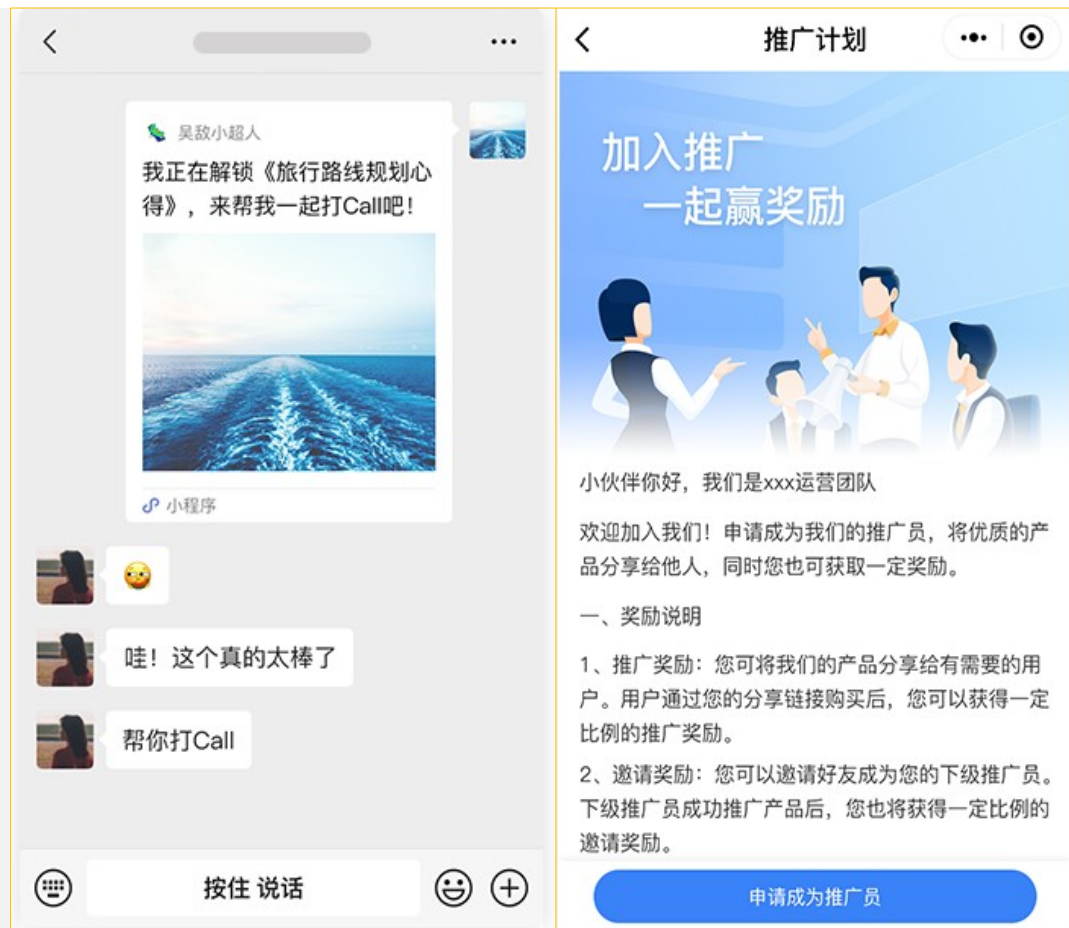 吴敌小超人
我正在解锁《旅行路线规划心
得》，来帮我一起打Call吧！
小程序
哇！这个真的太棒了
帮你打Call
按住 说话
推广计划
加入推广
一起赢奖励
小伙伴你好，我们是xxx运营团队
欢迎加入我们！申请成为我们的推广员，将优质的产
品分享给他人，同时您也可获取一定奖励。
一、奖励说明
1、推广奖励：您可将我们的产品分享给有需要的用
户。用户通过您的分享链接购买后，您可以获得一定
比例的推广奖励。
2、邀请奖励：您可以邀请好友成为您的下级推广员。
下级推广员成功推广产品后，您也将获得一定比例的
邀请奖励。
申请成为推广员